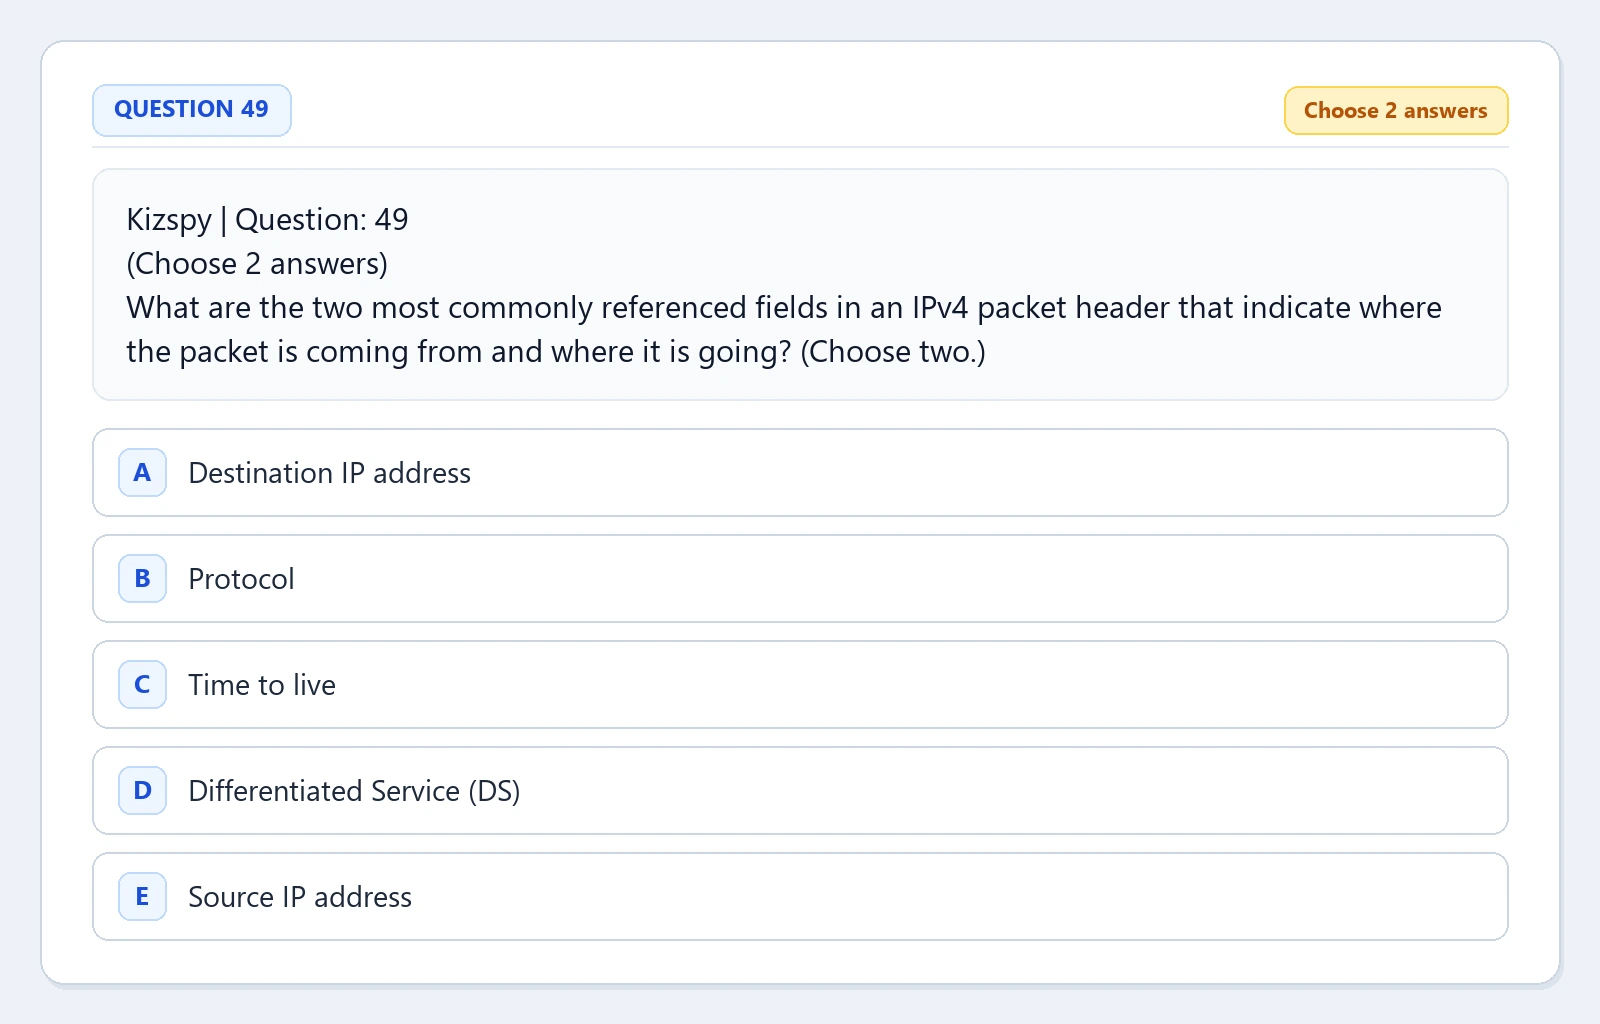 QUESTION 49
Choose 2 answers
Kizspy | Question: 49
(Choose 2 answers)
What are the two most commonly referenced fields in an IPv4 packet header that indicate where
the packet is coming from and where it is going? (Choose two.)
A Destination IP address
B Protocol
C Time to live
D Differentiated Service (DS)
E Source IP address